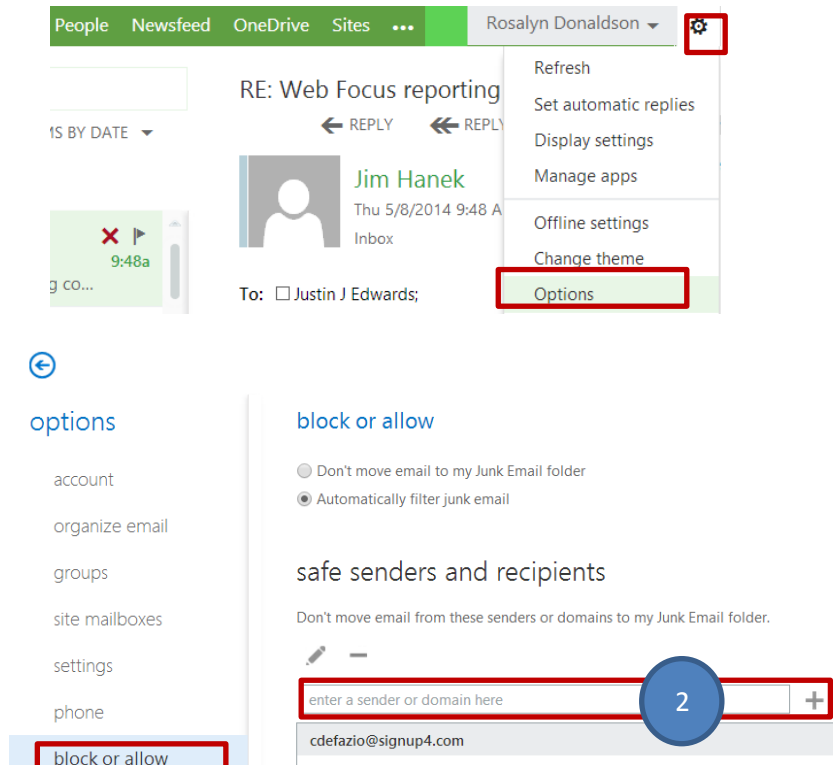 People Newsfeed OneDrive Sites ••• Rosalyn Donaldson
Refresh
Set automatic replies
Display settings
Manage apps
Offline settings
Change theme
Options
MS BY DATE
RE: Web Focus reporting
REPLY REPLY
Jim Hanek
Thu 5/8/2014 9:48 A
Inbox
9:48a
g co...
To: Justin J Edwards;
options
account
organize email
groups
site mailboxes
settings
phone
block or allow
block or allow
Don't move email to my Junk Email folder
Automatically filter junk email
safe senders and recipients
Don't move email from these senders or domains to my Junk Email folder.
enter a sender or domain here
2
cdefazio@signup4.com